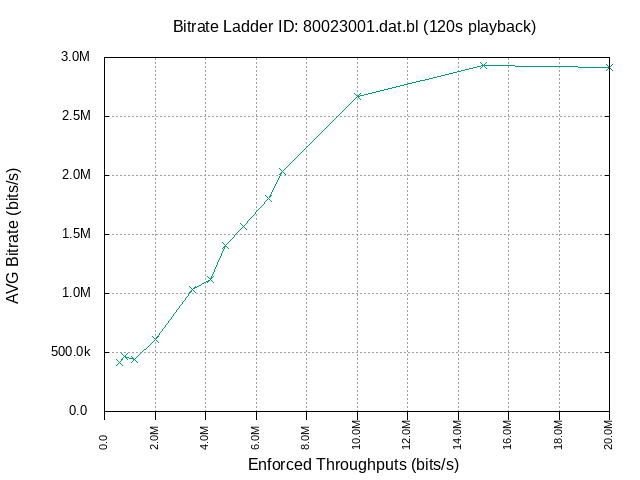 Bitrate Ladder ID: 80023001.dat.bl (120s playback)
3.0M
2.5M
2.0M
1.5M
1.0M
500.0k
0.0
AVG Bitrate (bits/s)
0.0
2.0M
4.0M
6.0M
8.0M
10.0M
12.0M
14.0M
16.0M
18.0M
20.0M
Enforced Throughputs (bits/s)